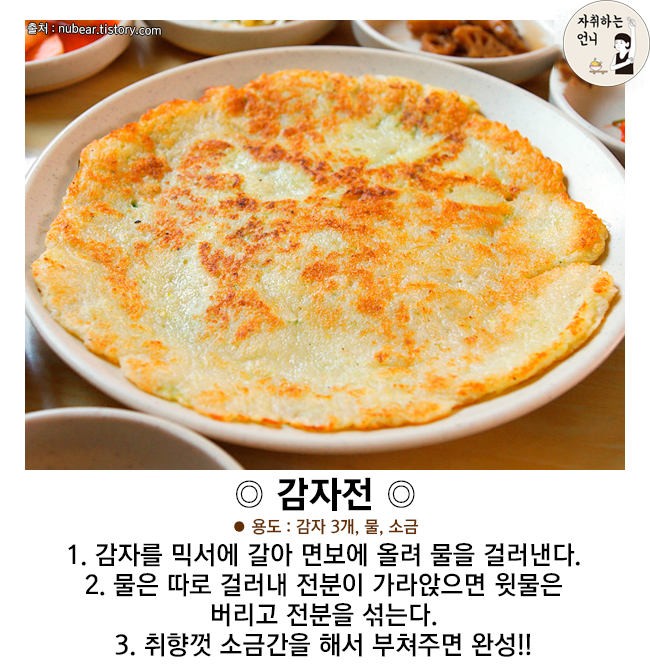 출처 : nubear.tistory.com
자취하는
언니
◎ 감자전 ◎
● 용도 : 감자 3개, 물, 소금
1. 감자를 믹서에 갈아 면보에 올려 물을 걸러낸다.
2. 물은 따로 걸러내 전분이 가라앉으면 윗물은
버리고 전분을 섞는다.
3. 취향껏 소금간을 해서 부쳐주면 완성!!